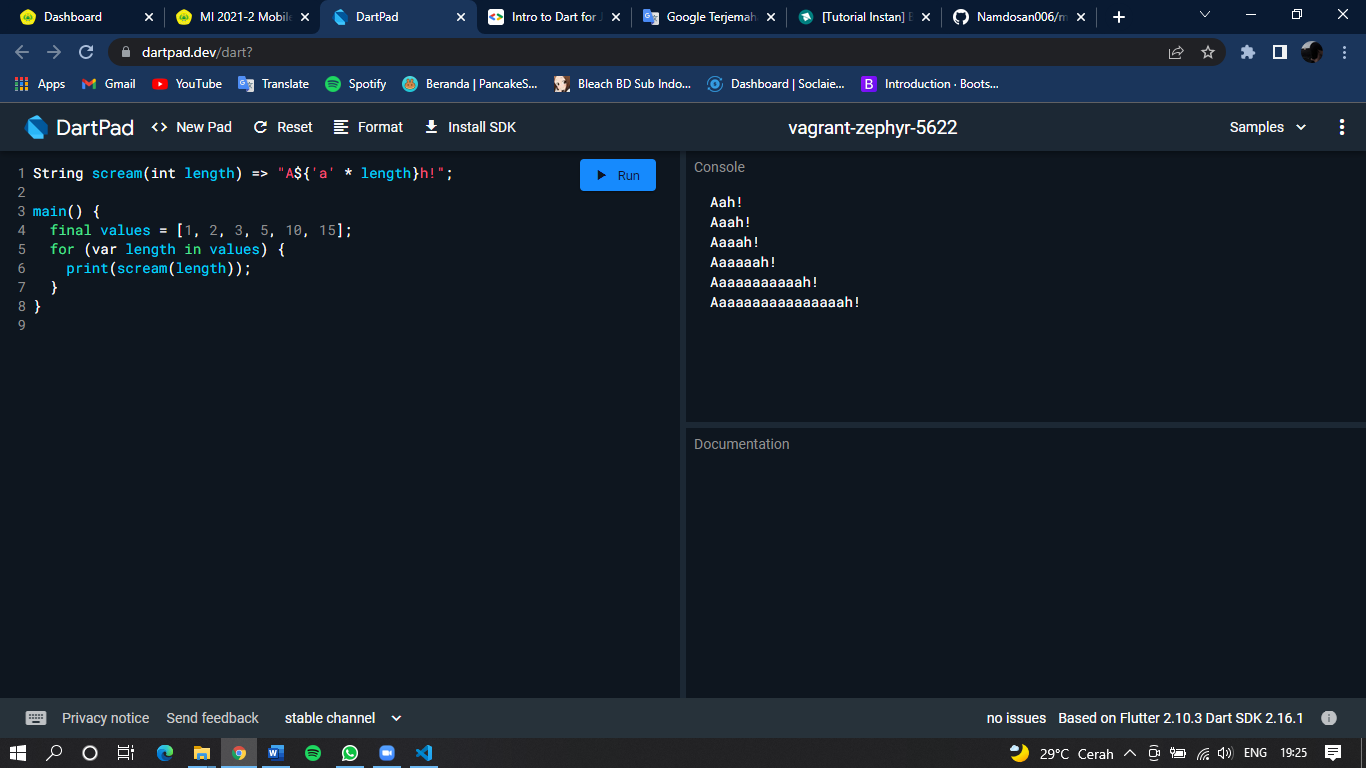 Dashboard
MI 2021-2 Mobile
DartPad
Intro to Dart for J
Google Terjemah
[Tutorial Instan] B
Namdosan006/m
dartpad.dev/dart?
Apps
Gmail
YouTube
Translate
Spotify
Beranda | PancakeS...
Bleach BD Sub Indo...
Dashboard | Soclaie...
B
Introduction · Boots...
DartPad
<> New Pad
Reset
Format
Install SDK
vagrant-zephyr-5622
Samples
1 String scream(int length) => "A${'a' * length}h!";
2
3 main() {
4   final values = [1, 2, 3, 5, 10, 15];
5   for (var length in values) {
6     print(scream(length));
7   }
8 }
9
Run
Console
Aah!
Aaah!
Aaaah!
Aaaaaah!
Aaaaaaaaaaah!
Aaaaaaaaaaaaaaaah!
Documentation
Privacy notice
Send feedback
stable channel
no issues
Based on Flutter 2.10.3 Dart SDK 2.16.1
29°C Cerah
ENG
19:25